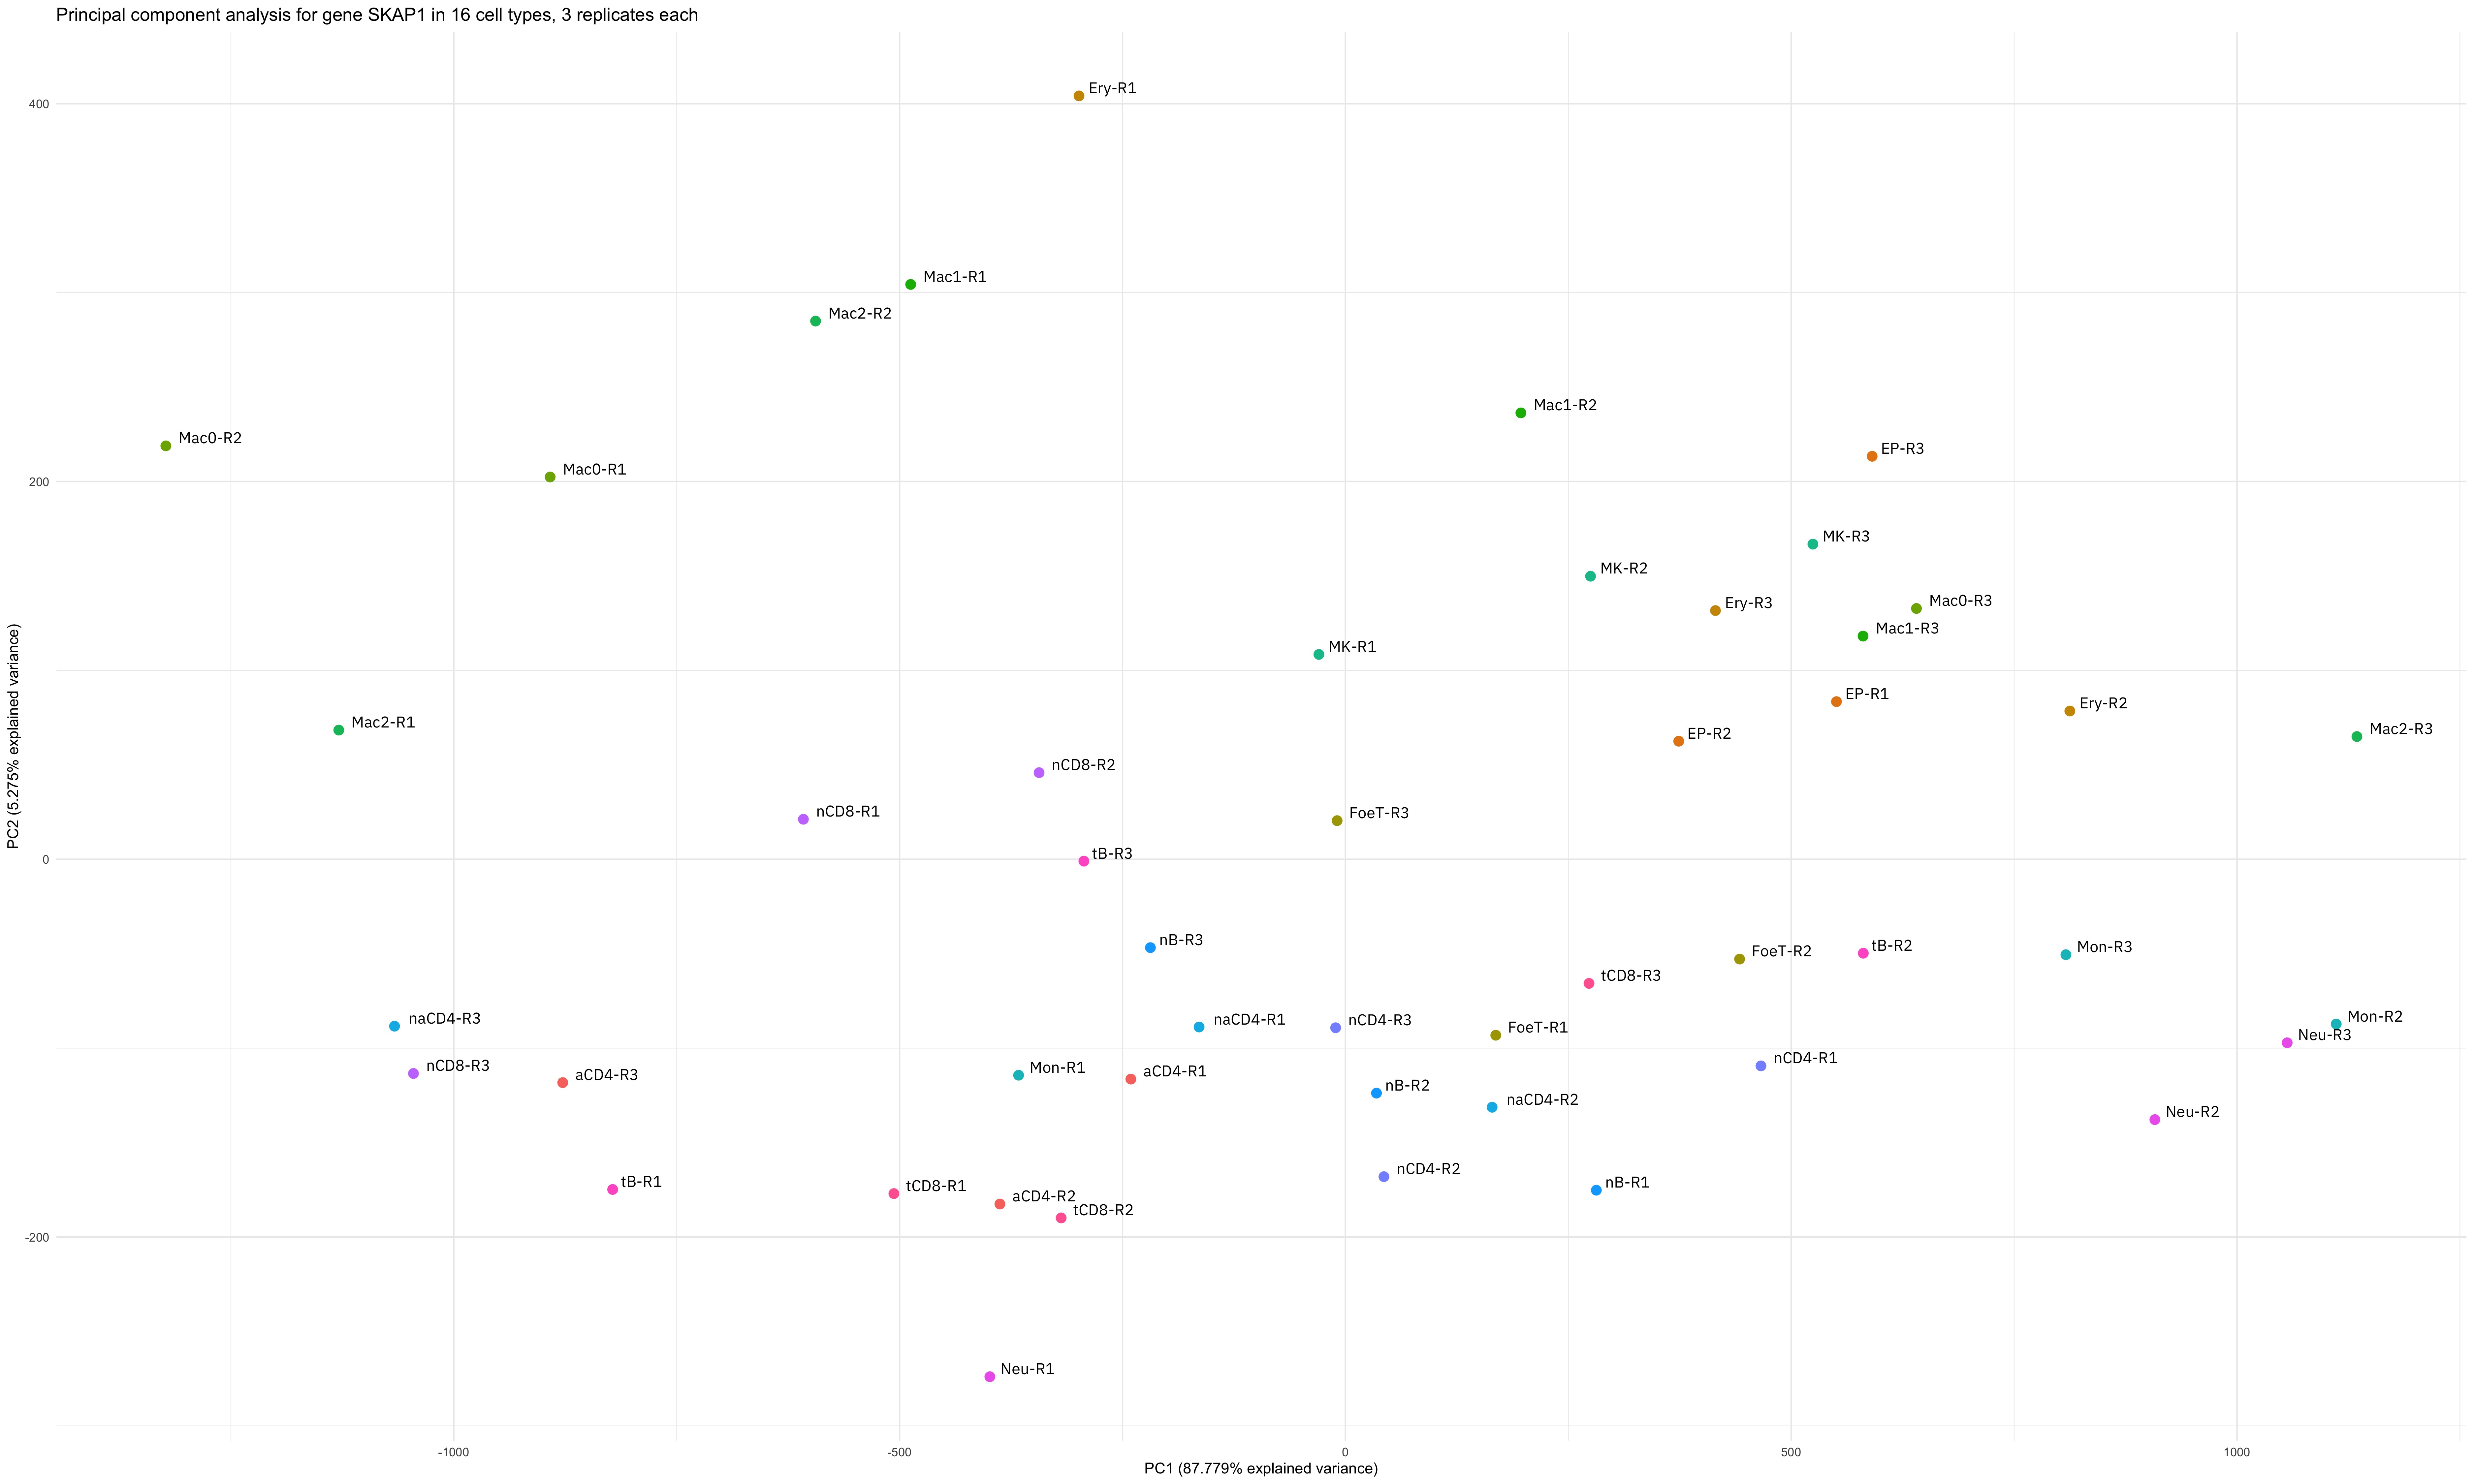 Principal component analysis for gene SKAP1 in 16 cell types, 3 replicates each
Ery-R1
400
Mac1-R1
Mac2-R2
Mac1-R2
Mac0-R2
EP-R3
Mac0-R1
200
MK-R3
MK-R2
Ery-R3
Mac0-R3
Mac1-R3
MK-R1
EP-R1
Ery-R2
Mac2-R1
Mac2-R3
EP-R2
PC2 (5.275% explained variance)
nCD8-R2
nCD8-R1
FoeT-R3
tB-R3
0
nB-R3
tB-R2
Mon-R3
FoeT-R2
tCD8-R3
Mon-R2
naCD4-R3
naCD4-R1
nCD4-R3
FoeT-R1
Neu-R3
nCD4-R1
nCD8-R3
Mon-R1
aCD4-R1
aCD4-R3
nB-R2
naCD4-R2
Neu-R2
nCD4-R2
tB-R1
nB-R1
tCD8-R1
aCD4-R2
tCD8-R2
-200
Neu-R1
-1000
-500
0
500
1000
PC1 (87.779% explained variance)